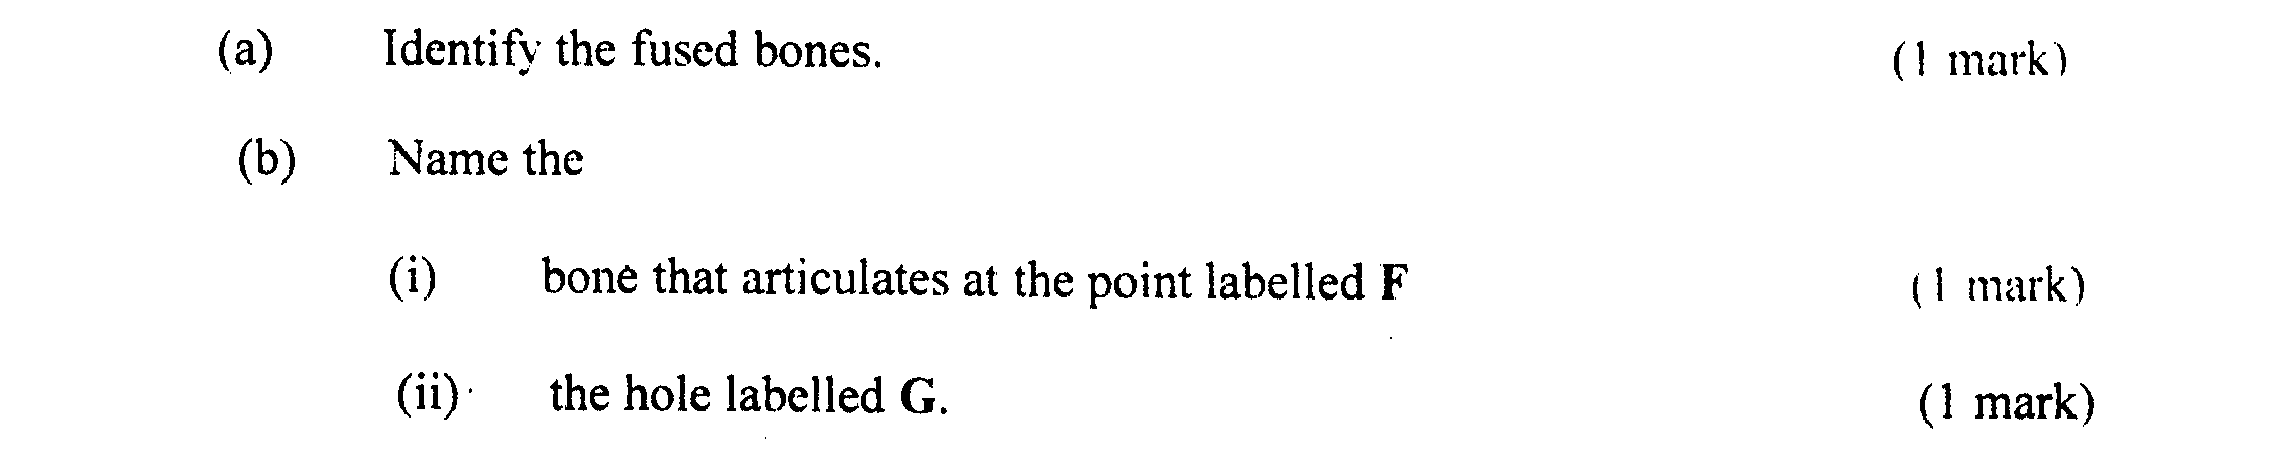 (a) Identify the fused bones. (1 mark)
(b) Name the
(i) bone that articulates at the point labelled F (1 mark)
(ii) the hole labelled G. (1 mark)